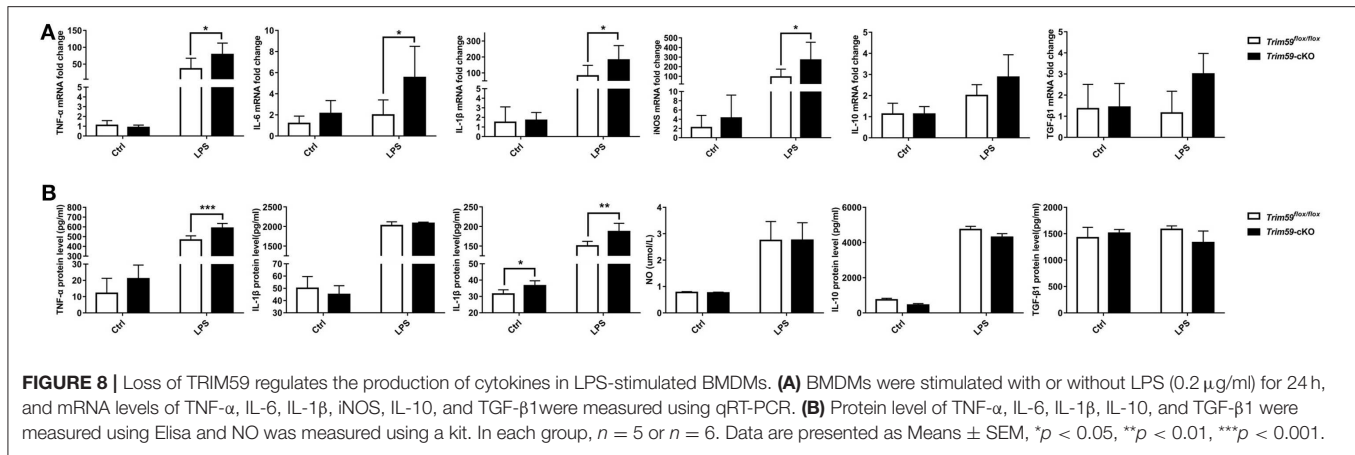 A
TNF-α mRNA fold change
150
100
50
4
3
2
1
0
*
Ctrl
LPS
IL-6 mRNA fold change
10
8
6
4
2
0
*
Ctrl
LPS
IL-1β mRNA fold change
300
200
100
4
3
2
1
0
*
Ctrl
LPS
iNOS mRNA fold change
500
400
300
200
100
10
8
6
4
2
0
*
Ctrl
LPS
IL-10 mRNA fold change
5
4
3
2
1
0
Ctrl
LPS
TGF-β1 mRNA fold change
5
4
3
2
1
0
Ctrl
LPS
Trim59flox/flox
Trim59-cKO
B
TNF-α protein level (pg/ml)
800
700
600
500
400
300
30
20
10
0
***
Ctrl
LPS
IL-1β protein level(pg/ml)
2500
2000
1500
80
70
60
50
40
30
Ctrl
LPS
IL-1β protein level(pg/ml)
250
200
150
100
50
40
30
20
*
**
Ctrl
LPS
NO (umol/L)
4
3
2
1
0
Ctrl
LPS
IL-10 protein level (pg/ml)
6000
4000
2000
0
Ctrl
LPS
TGF-β1 protein level(pg/ml)
2000
1500
1000
500
0
Ctrl
LPS
Trim59flox/flox
Trim59-cKO
FIGURE 8 | Loss of TRIM59 regulates the production of cytokines in LPS-stimulated BMDMs. (A) BMDMs were stimulated with or without LPS (0.2 μg/ml) for 24 h,
and mRNA levels of TNF-α, IL-6, IL-1β, iNOS, IL-10, and TGF-β1were measured using qRT-PCR. (B) Protein level of TNF-α, IL-6, IL-1β, IL-10, and TGF-β1 were
measured using Elisa and NO was measured using a kit. In each group, n = 5 or n = 6. Data are presented as Means ± SEM, *p < 0.05, **p < 0.01, ***p < 0.001.